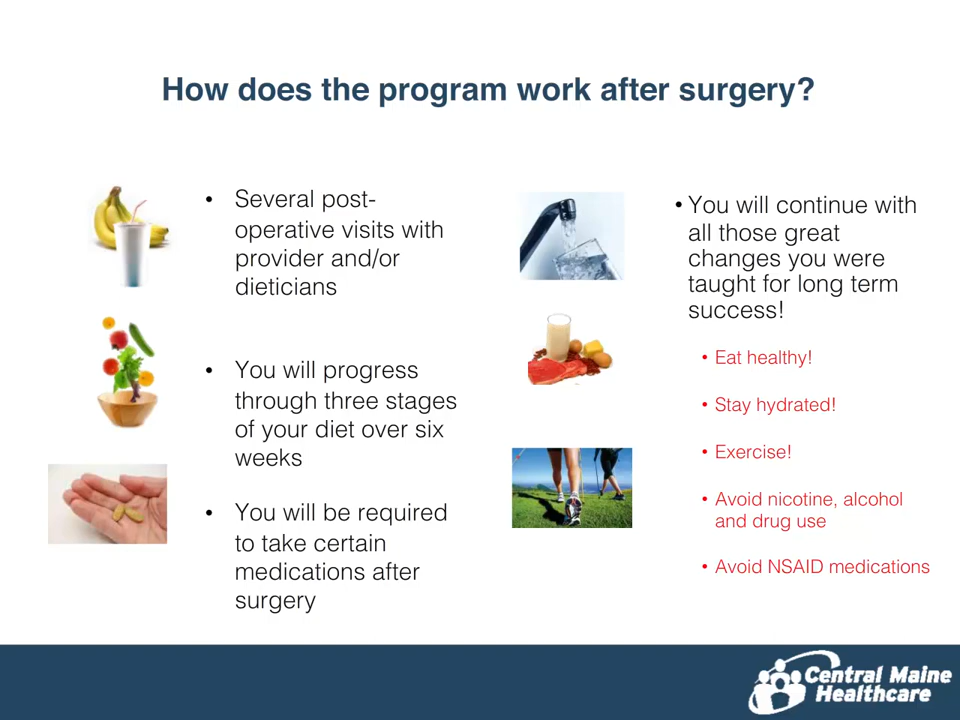 How does the program work after surgery?
• Several post-
operative visits with
provider and/or
dieticians
• You will progress
through three stages
of your diet over six
weeks
• You will be required
to take certain
medications after
surgery
• You will continue with
all those great
changes you were
taught for long term
success!
• Eat healthy!
• Stay hydrated!
• Exercise!
• Avoid nicotine, alcohol
and drug use
• Avoid NSAID medications
Central Maine
Healthcare